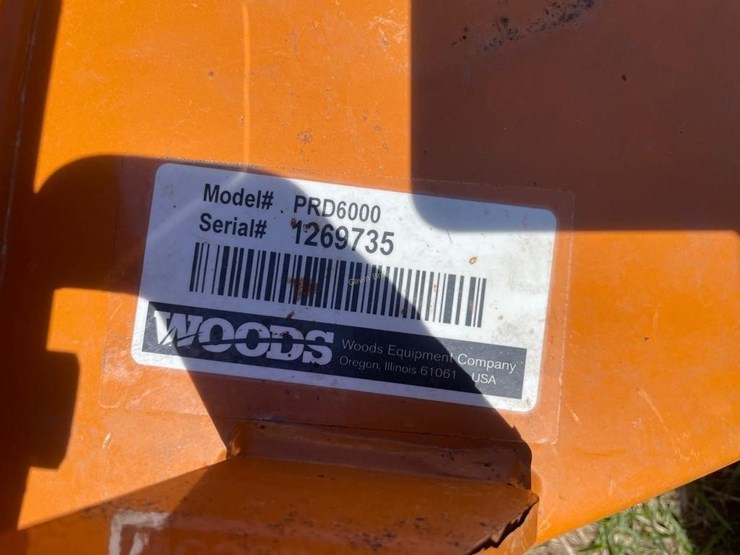 Model# PRD6000
Serial# 1269735
WOODS
Woods Equipment Company
Oregon, Illinois 61061 USA